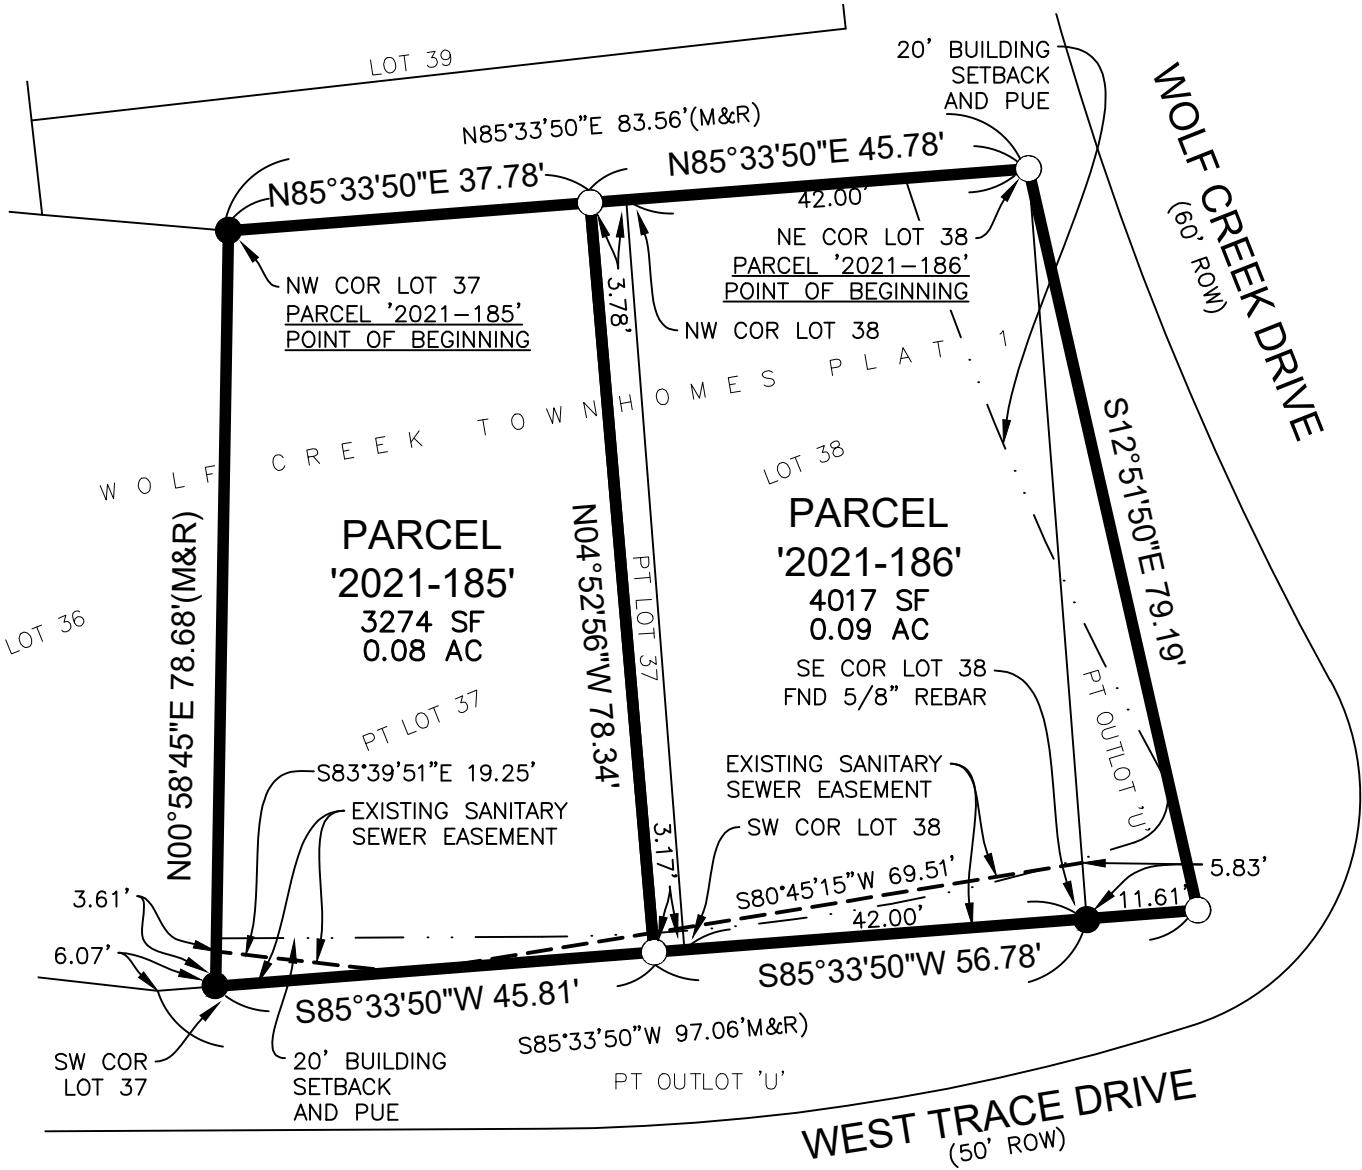 LOT 39
20' BUILDING
SETBACK
AND PUE
WOLF CREEK DRIVE
(60' ROW)
N85°33'50"E 83.56'(M&R)
N85°33'50"E 37.78'
N85°33'50"E 45.78'
42.00'
NE COR LOT 38
PARCEL '2021-186'
POINT OF BEGINNING
NW COR LOT 37
PARCEL '2021-185'
POINT OF BEGINNING
3.78'
NW COR LOT 38
WOLF CREEK TOWNHOMES PLAT 1
LOT 38
S12°51'50"E 79.19'
N00°58'45"E 78.68'(M&R)
PARCEL
'2021-185'
3274 SF
0.08 AC
N04°52'56"W 78.34'
PT LOT 37
PARCEL
'2021-186'
4017 SF
0.09 AC
LOT 36
SE COR LOT 38
FND 5/8" REBAR
PT OUTLOT 'U'
PT LOT 37
S83°39'51"E 19.25'
EXISTING SANITARY
SEWER EASEMENT
EXISTING SANITARY
SEWER EASEMENT
SW COR LOT 38
3.17'
S80°45'15"W 69.51'
42.00'
5.83'
11.61'
3.61'
6.07'
S85°33'50"W 45.81'
S85°33'50"W 56.78'
S85°33'50"W 97.06'M&R)
SW COR
LOT 37
20' BUILDING
SETBACK
AND PUE
PT OUTLOT 'U'
WEST TRACE DRIVE
(50' ROW)